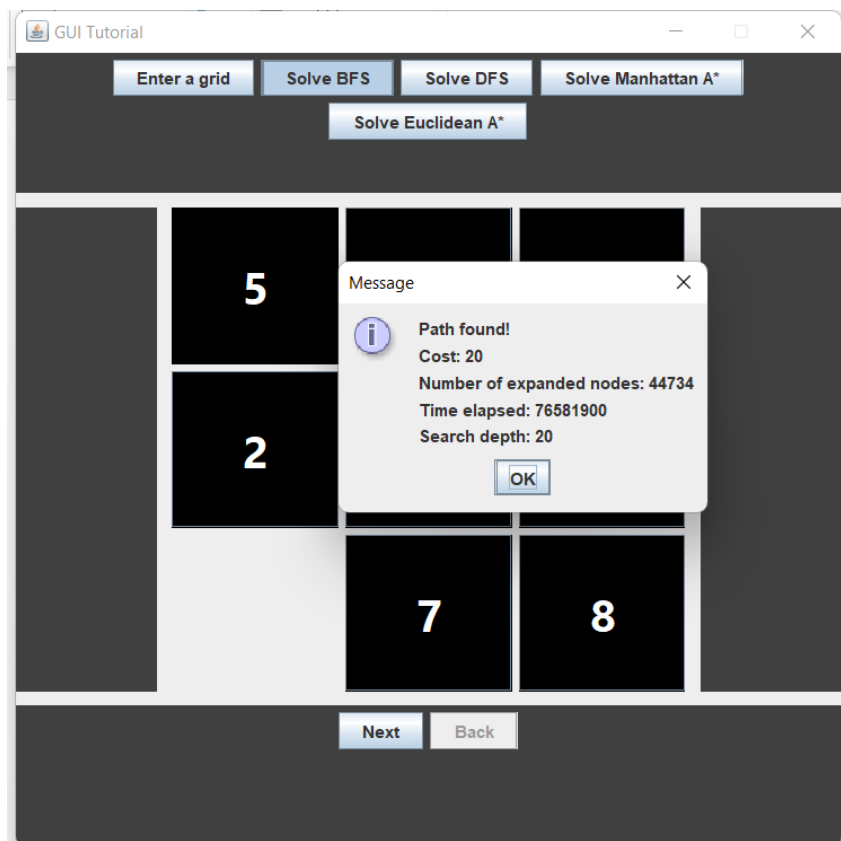 GUI Tutorial
Enter a grid
Solve BFS
Solve DFS
Solve Manhattan A*
Solve Euclidean A*
5
Message
Path found!
Cost: 20
Number of expanded nodes: 44734
Time elapsed: 76581900
Search depth: 20
OK
2
7
8
Next
Back